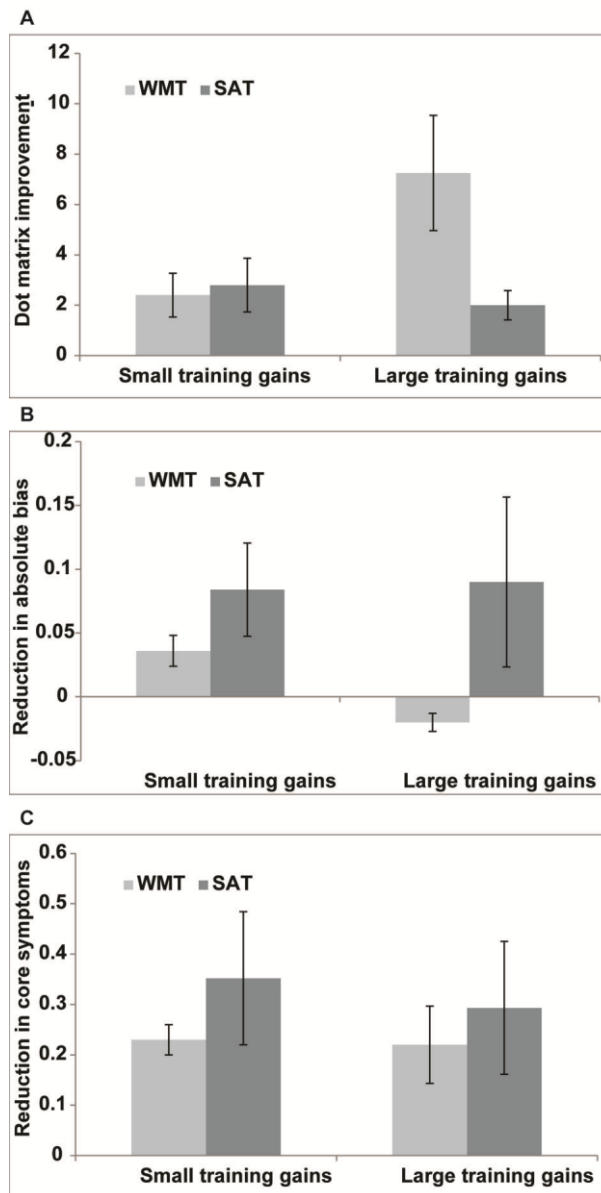 A
Dot matrix improvement
12
10
8
6
4
2
0
WMT SAT
Small training gains Large training gains
B
Reduction in absolute bias
0.2
0.15
0.1
0.05
0
-0.05
WMT SAT
Small training gains Large training gains
C
Reduction in core symptoms
0.6
0.5
0.4
0.3
0.2
0.1
0
WMT SAT
Small training gains Large training gains